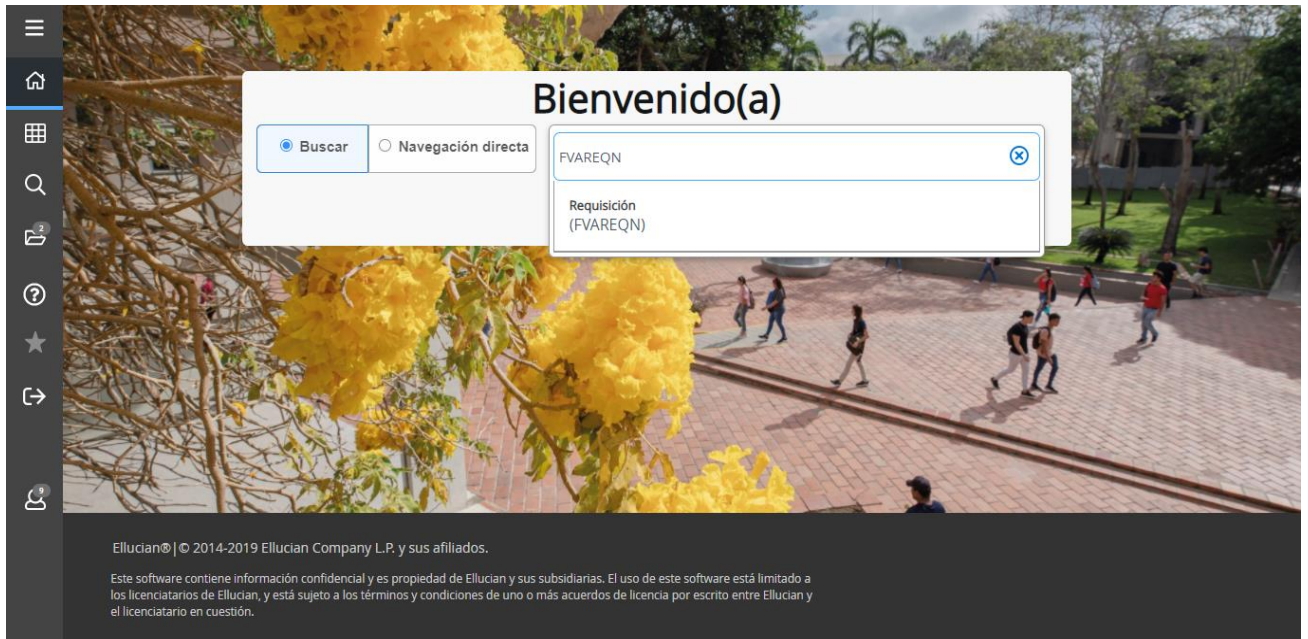 Bienvenido(a)
Buscar
Navegación directa
FVAREQN
Requisición
(FVAREQN)
2
Ellucian®|© 2014-2019 Ellucian Company L.P. y sus afiliados.
Este software contiene información confidencial y es propiedad de Ellucian y sus subsidiarias. El uso de este software está limitado a
los licenciatarios de Ellucian, y está sujeto a los términos y condiciones de uno o más acuerdos de licencia por escrito entre Ellucian y
el licenciatario en cuestión.